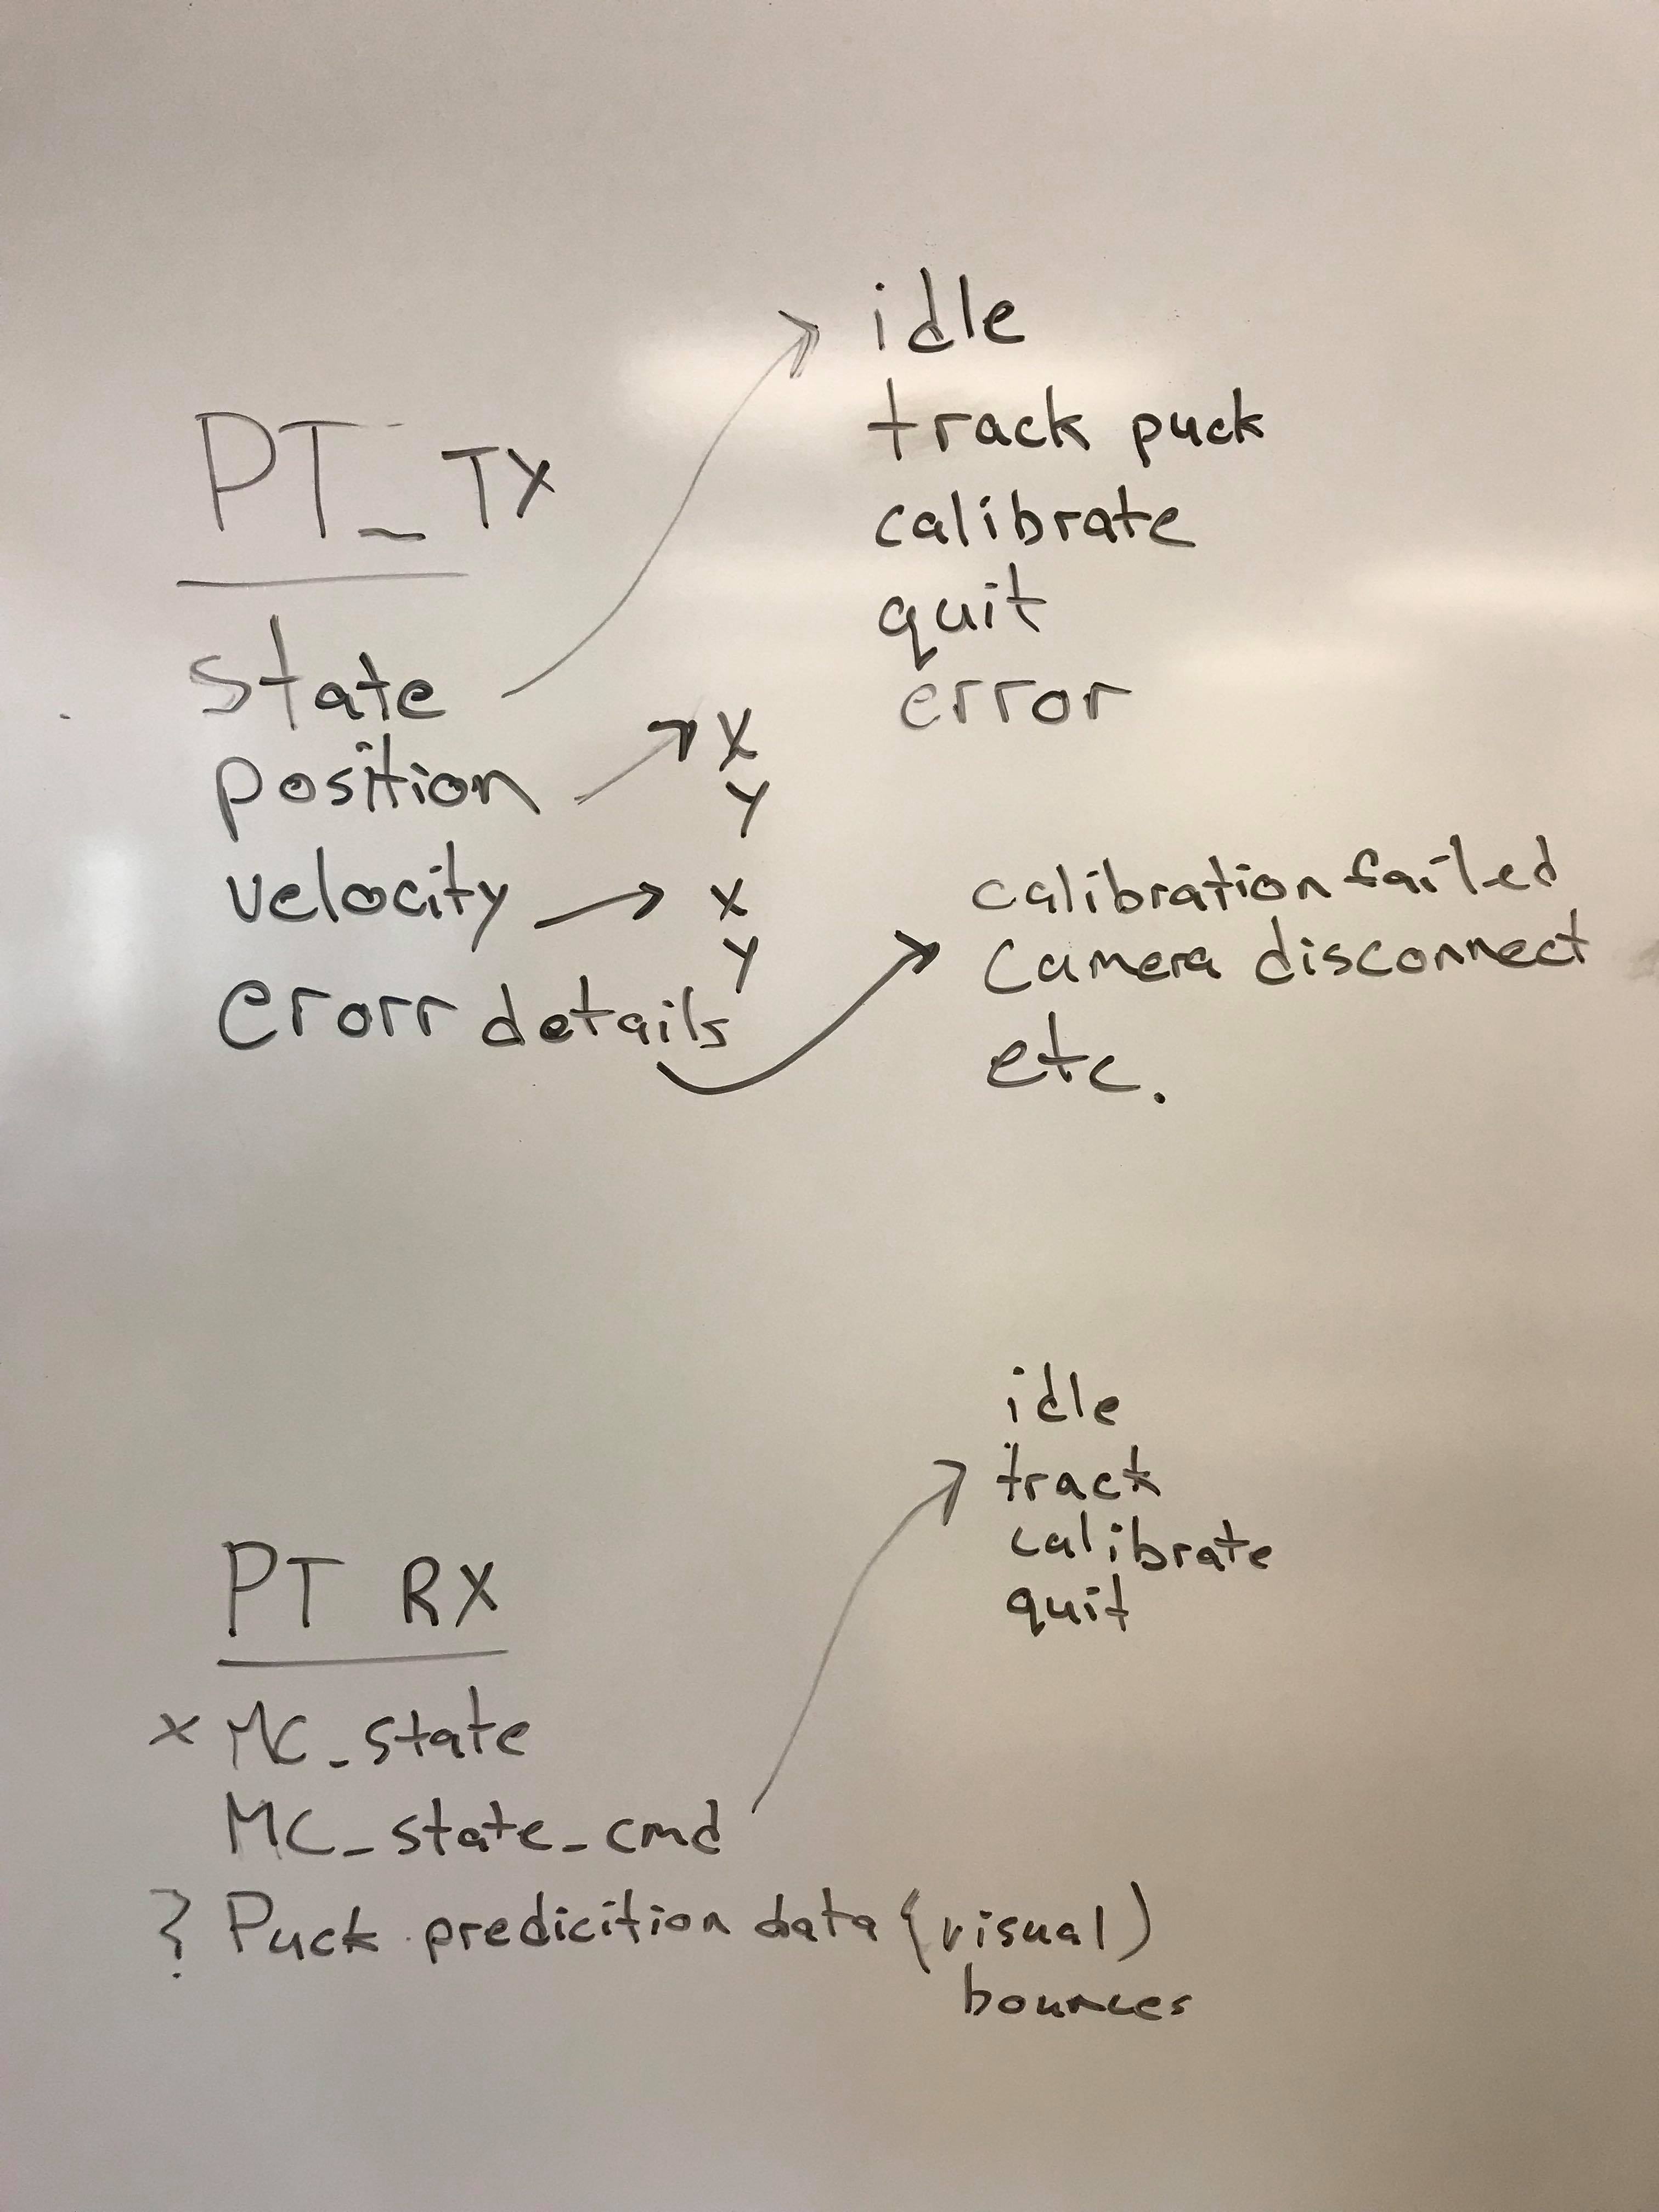 PT_TX
state → idle
track puck
calibrate
quit
error
position → X
Y
velocity → X
Y
erorr details → calibration failed
camera disconnect
etc.
PT RX
x MC_state
MC_state_cmd → idle
track
calibrate
quit
? Puck predicition data (visual)
bounces